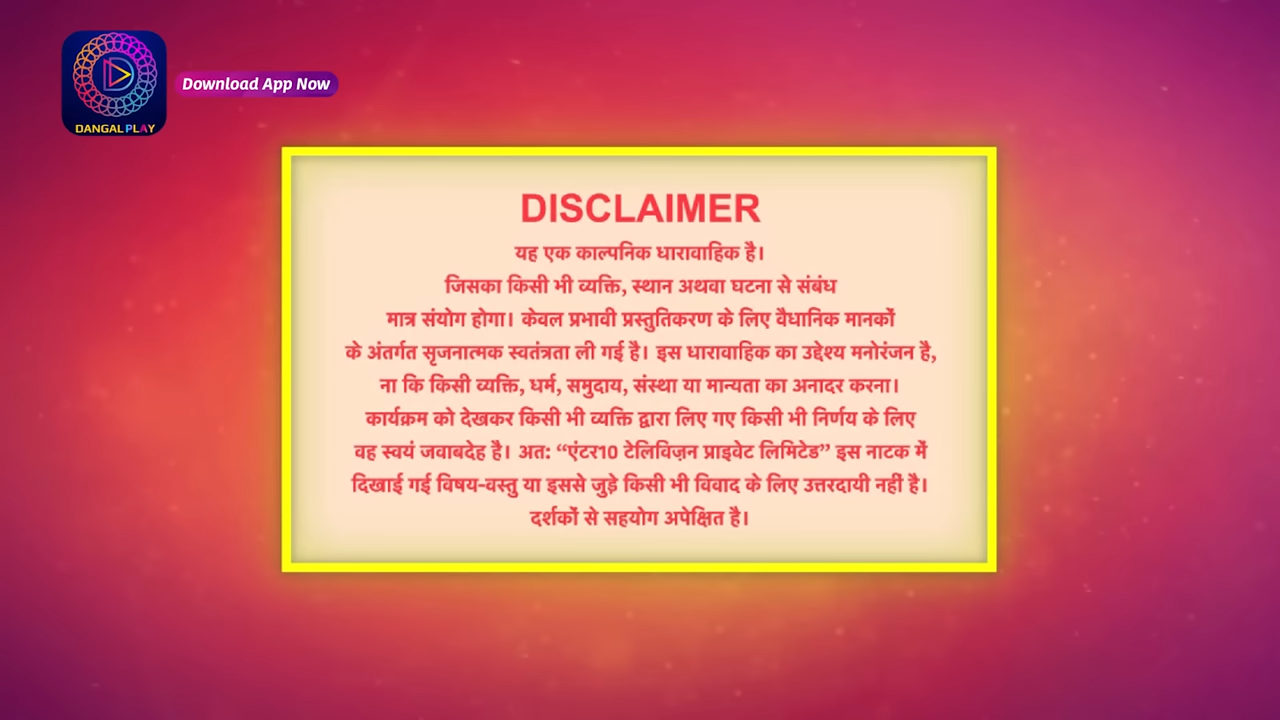 DANGAL PLAY
Download App Now
DISCLAIMER
यह एक काल्पनिक धारावाहिक है।
जिसका किसी भी व्यक्ति, स्थान अथवा घटना से संबंध
मात्र संयोग होगा। केवल प्रभावी प्रस्तुतिकरण के लिए वैधानिक मानकों
के अंतर्गत सृजनात्मक स्वतंत्रता ली गई है। इस धारावाहिक का उद्देश्य मनोरंजन है,
ना कि किसी व्यक्ति, धर्म, समुदाय, संस्था या मान्यता का अनादर करना।
कार्यक्रम को देखकर किसी भी व्यक्ति द्वारा लिए गए किसी भी निर्णय के लिए
वह स्वयं जवाबदेह है। अत: “एंटर10 टेलिविज़न प्राइवेट लिमिटेड” इस नाटक में
दिखाई गई विषय-वस्तु या इससे जुड़े किसी भी विवाद के लिए उत्तरदायी नहीं है।
दर्शकों से सहयोग अपेक्षित है।